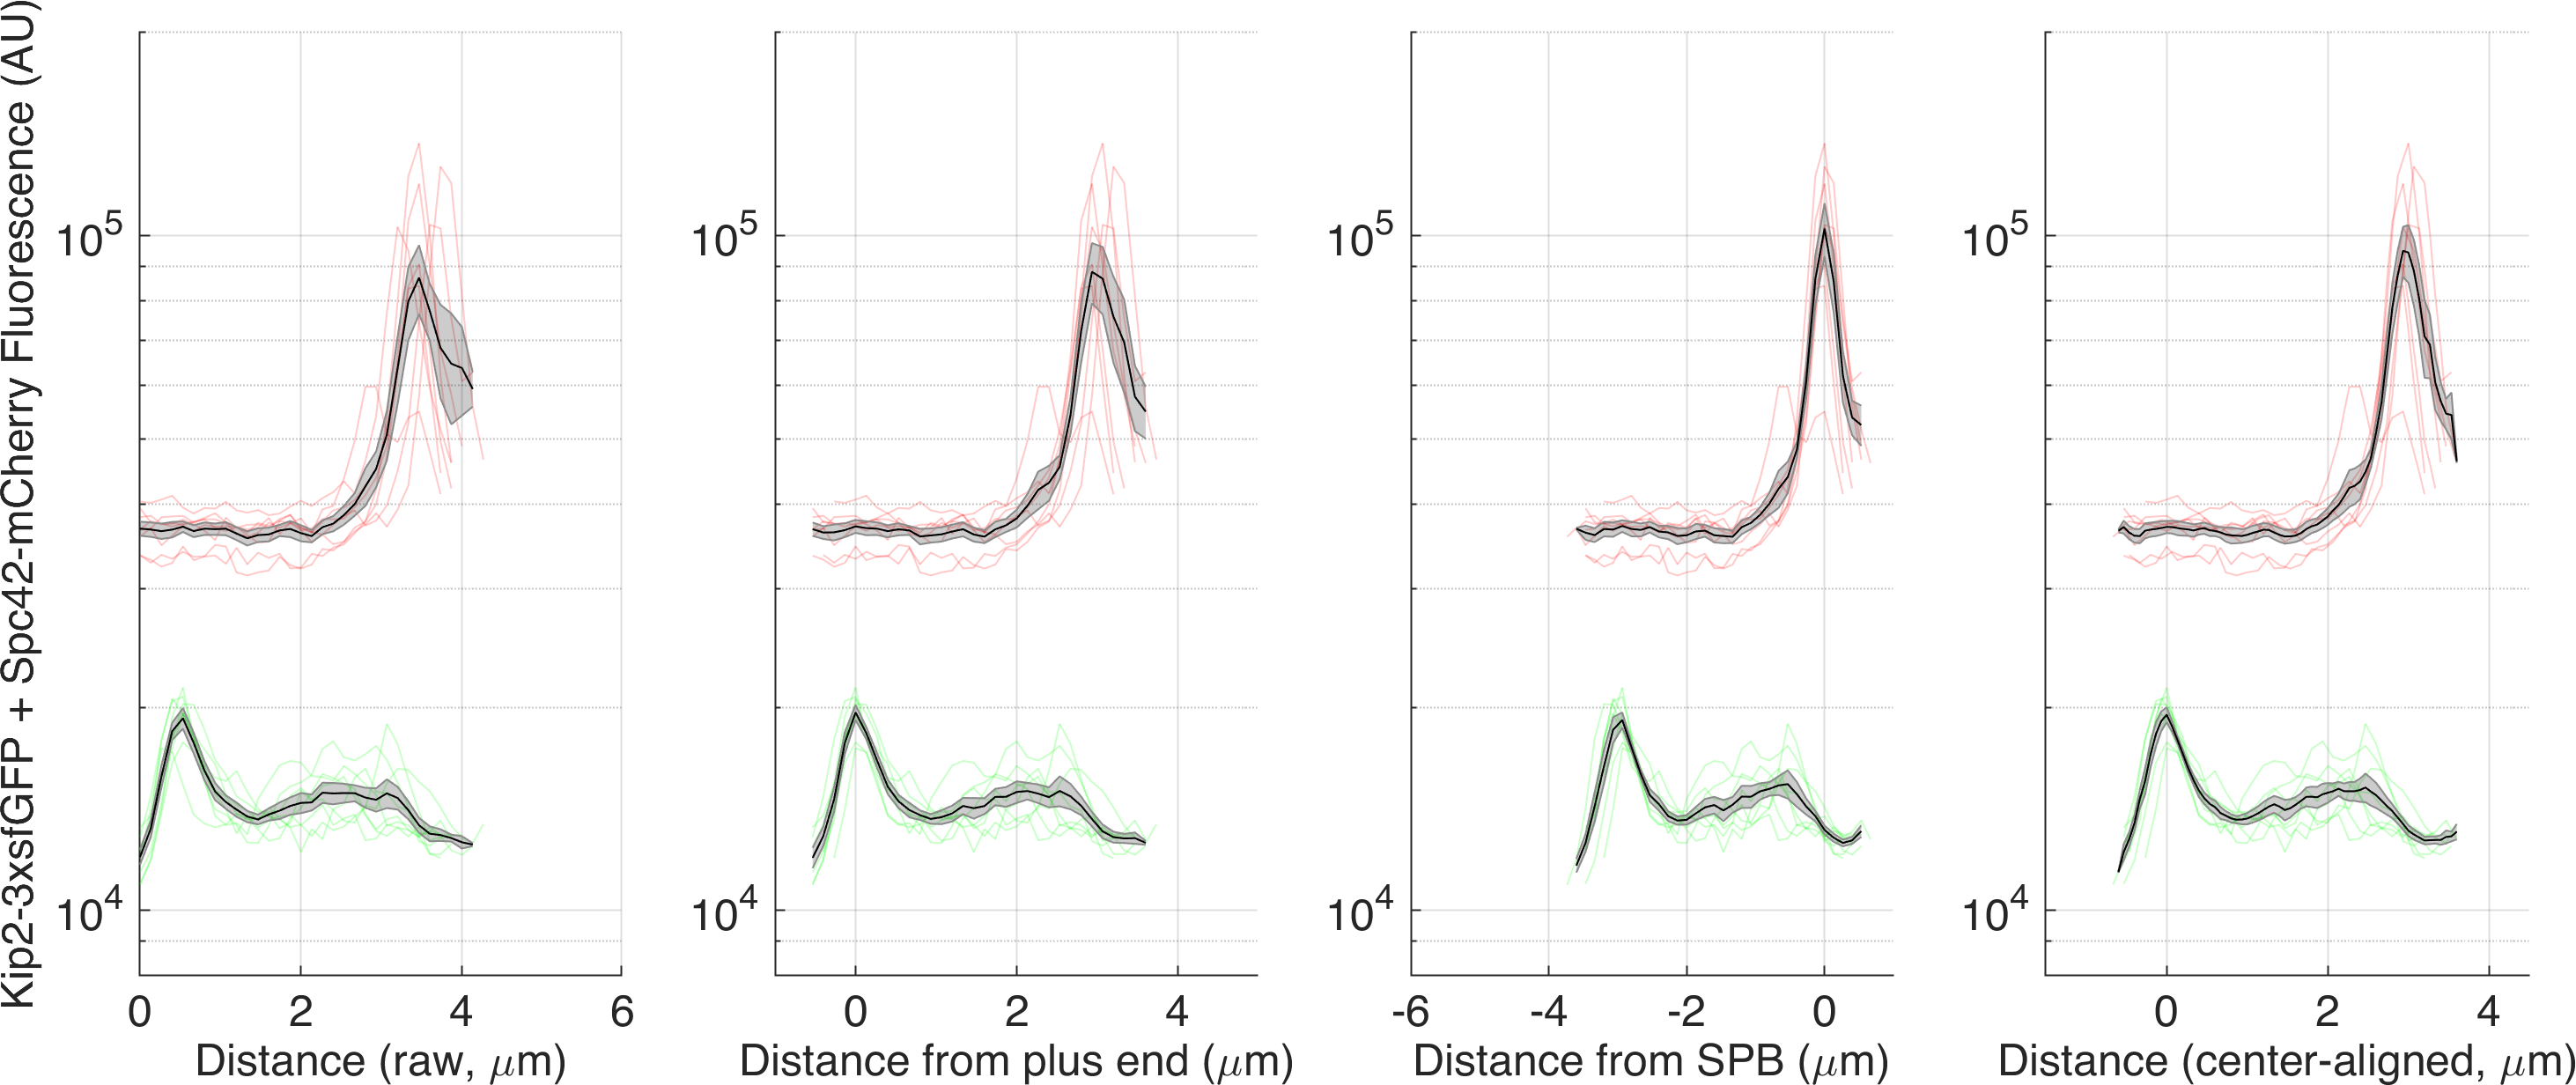 Kip2-3xsfGFP + Spc42-mCherry Fluorescence (AU)
10^5
10^4
0 2 4 6
Distance (raw, μm)
10^5
10^4
0 2 4
Distance from plus end (μm)
10^5
10^4
-6 -4 -2 0
Distance from SPB (μm)
10^5
10^4
0 2 4
Distance (center-aligned, μm)